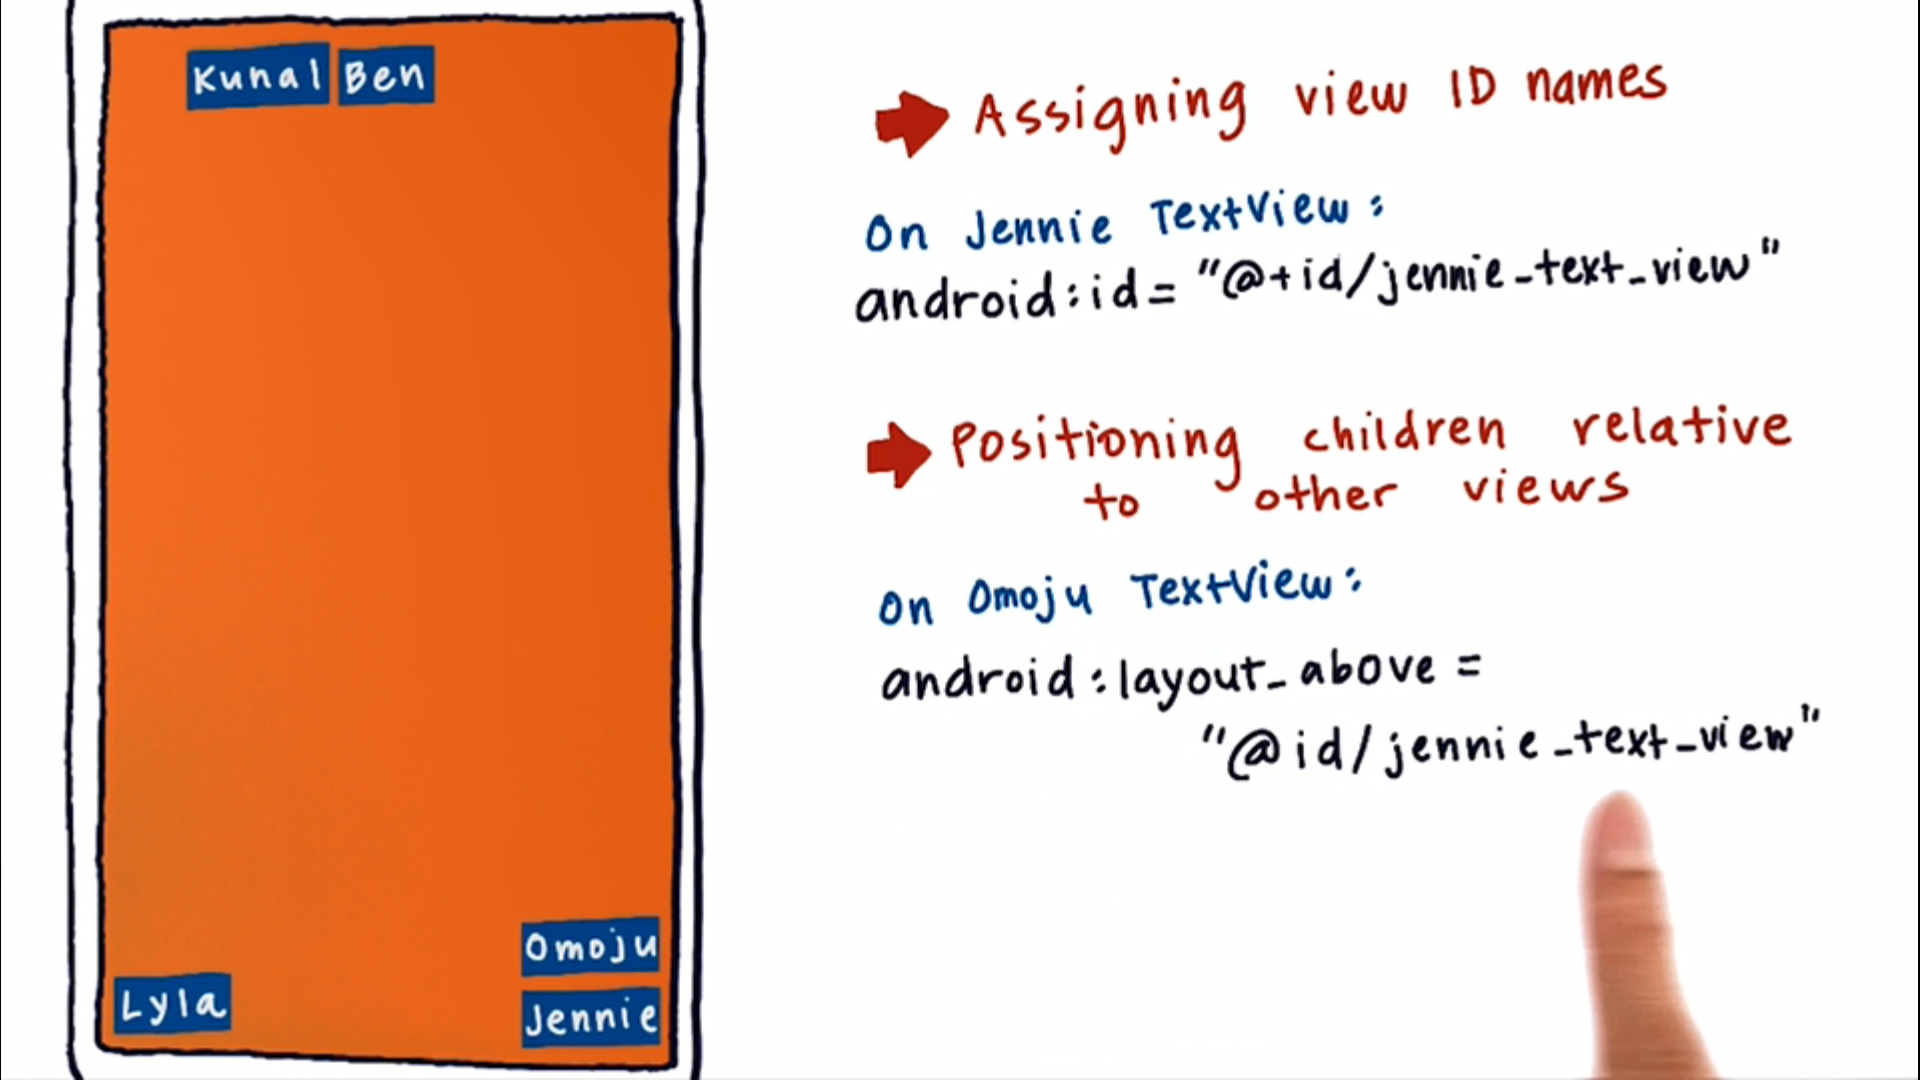 Kunal Ben
Lyla
Omoju
Jennie
Assigning view ID names
On Jennie TextView:
android:id= "@+id/jennie_text_view"
Positioning children relative
to other views
On Omoju TextView:
android:layout_above =
"@id/jennie_text_view"